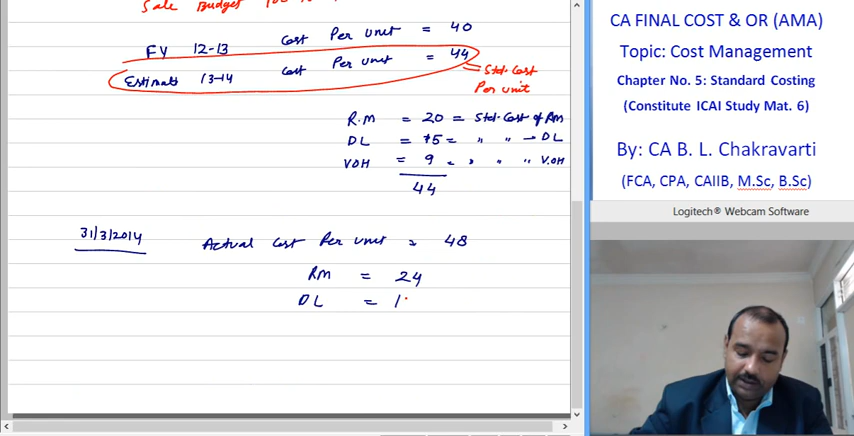 Sale Budget
FY 12-13 Cost Per unit = 40
Estimate 13-14 Cost Per unit = 44
= Std. Cost
Per unit
R.M = 20 = Std. Cost of RM
DL = 15 = " " → DL
VOH = 9 = " " " V.OH
44
31/3/2014 Actual Cost Per unit = 48
RM = 24
DL = 1
CA FINAL COST & OR (AMA)
Topic: Cost Management
Chapter No. 5: Standard Costing
(Constitute ICAI Study Mat. 6)
By: CA B. L. Chakravarti
(FCA, CPA, CAIIB, M.Sc, B.Sc)
Logitech® Webcam Software